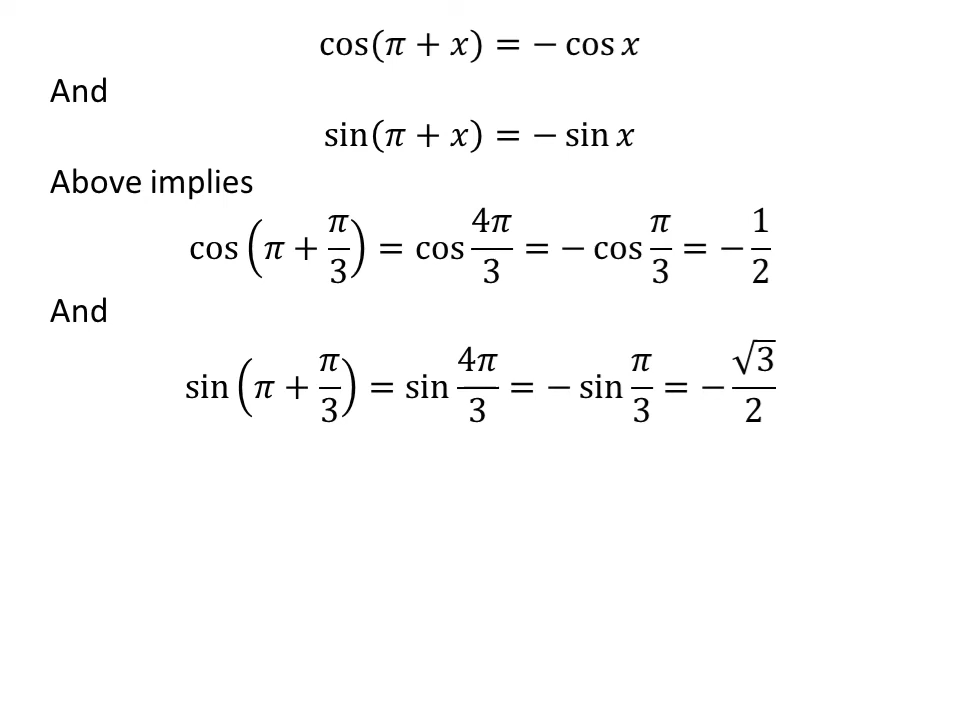 cos(π + x) = − cos x
And
sin(π + x) = − sin x
Above implies
cos(π + π/3) = cos 4π/3 = − cos π/3 = − 1/2
And
sin(π + π/3) = sin 4π/3 = − sin π/3 = − √3/2